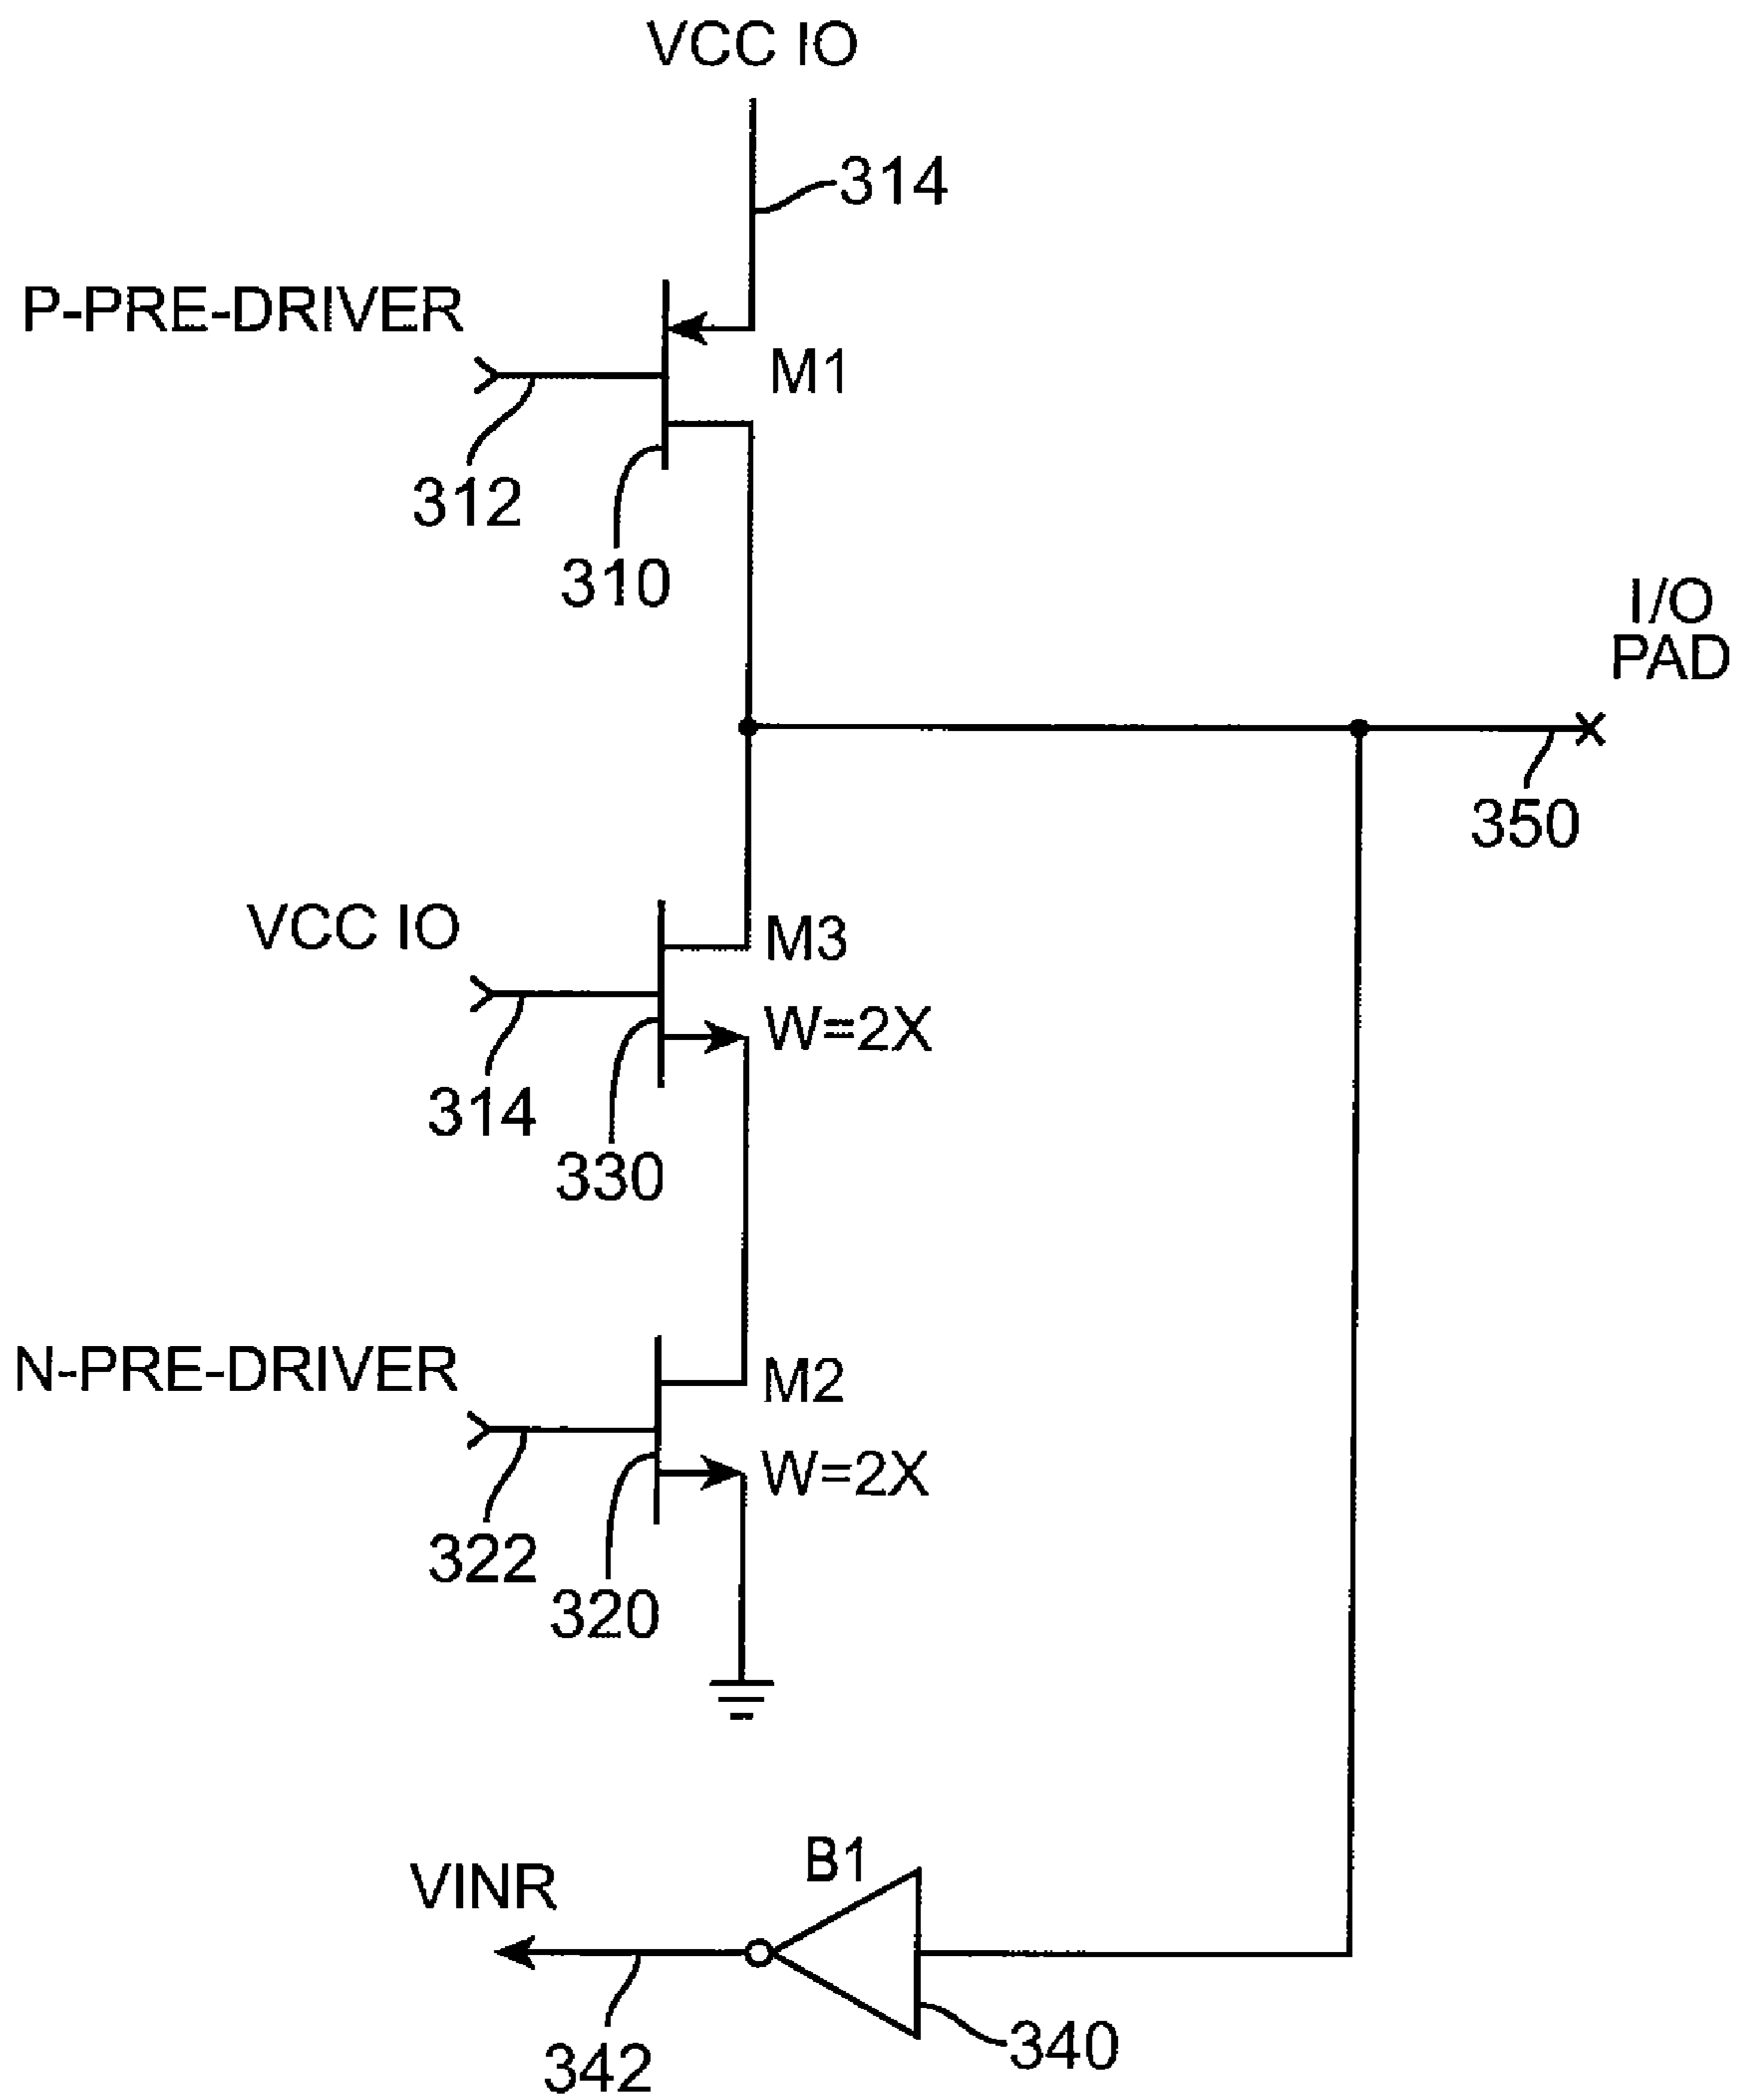 VCC IO
314
P-PRE-DRIVER
M1
312
310
I/O
PAD
350
VCC IO
M3
W=2X
314
330
N-PRE-DRIVER
M2
W=2X
322
320
B1
VINR
340
342